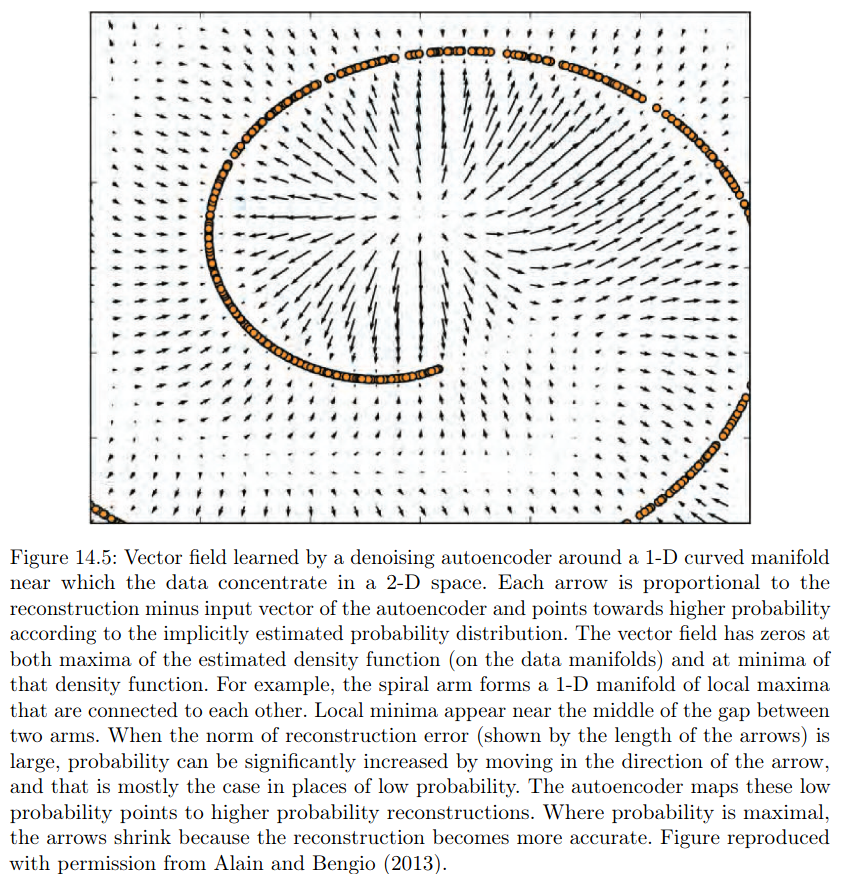 Figure 14.5: Vector field learned by a denoising autoencoder around a 1-D curved manifold
near which the data concentrate in a 2-D space. Each arrow is proportional to the
reconstruction minus input vector of the autoencoder and points towards higher probability
according to the implicitly estimated probability distribution. The vector field has zeros at
both maxima of the estimated density function (on the data manifolds) and at minima of
that density function. For example, the spiral arm forms a 1-D manifold of local maxima
that are connected to each other. Local minima appear near the middle of the gap between
two arms. When the norm of reconstruction error (shown by the length of the arrows) is
large, probability can be significantly increased by moving in the direction of the arrow,
and that is mostly the case in places of low probability. The autoencoder maps these low
probability points to higher probability reconstructions. Where probability is maximal,
the arrows shrink because the reconstruction becomes more accurate. Figure reproduced
with permission from Alain and Bengio (2013).